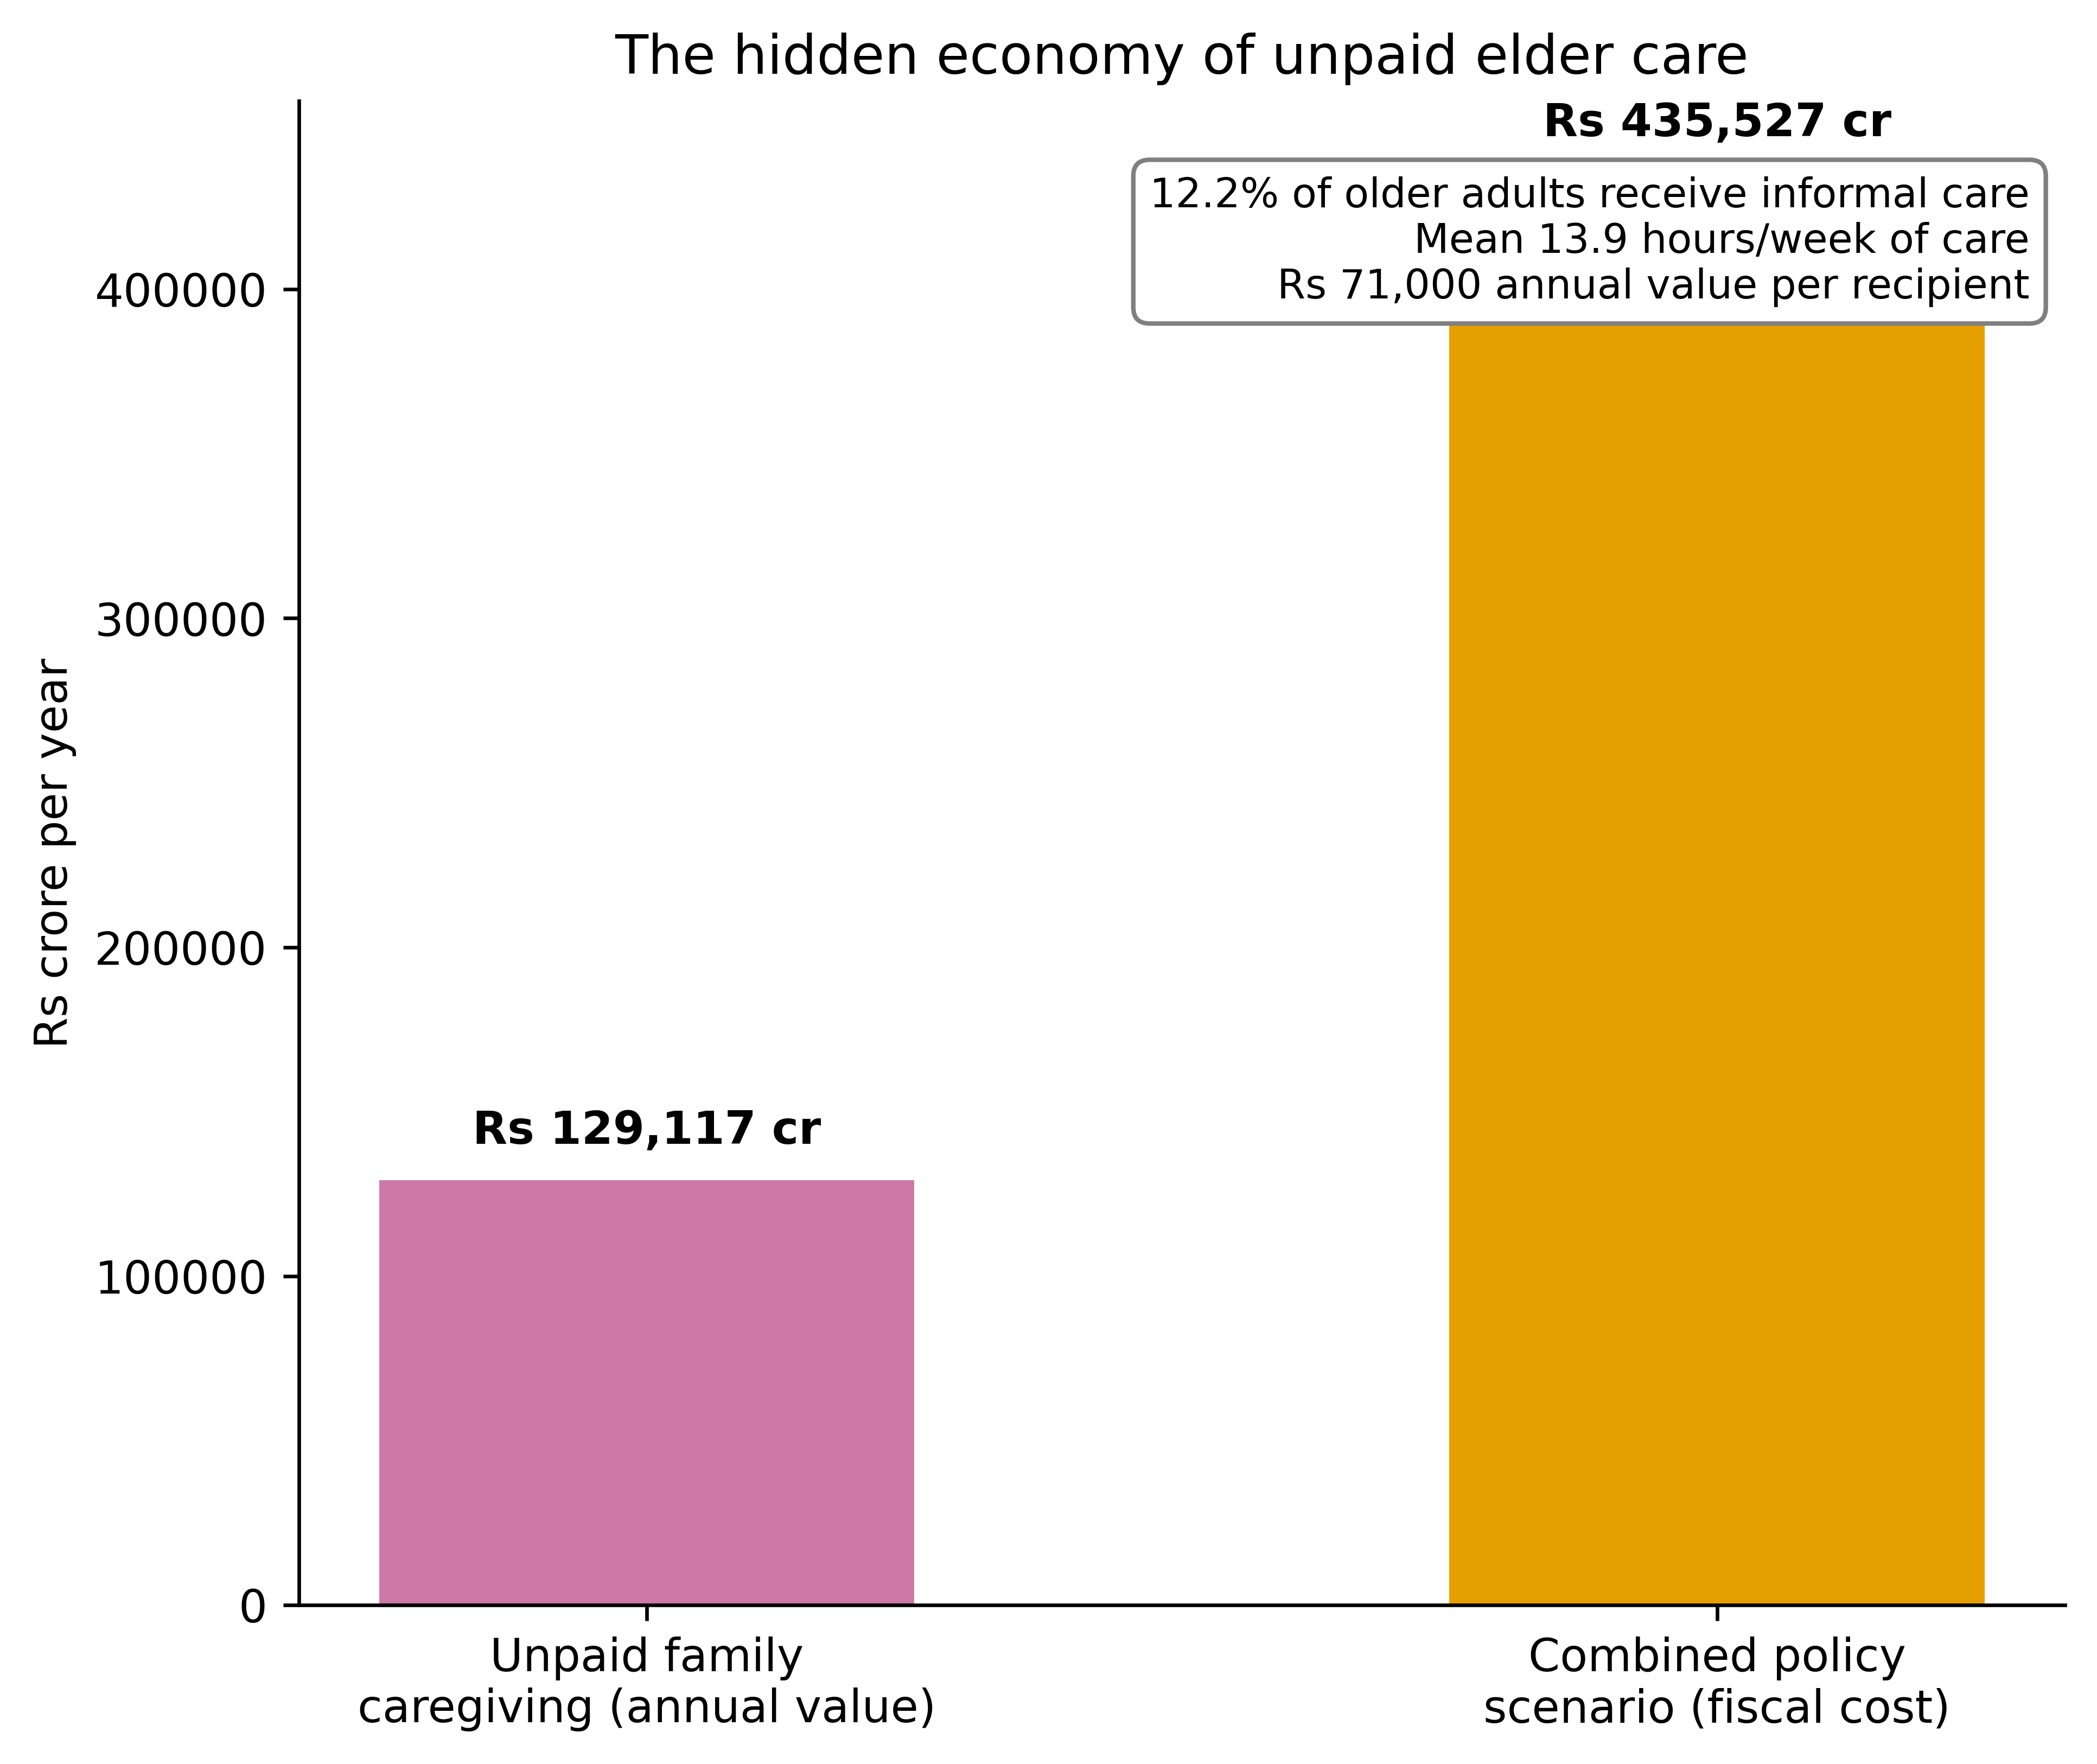 The hidden economy of unpaid elder care
Rs 435,527 cr
12.2% of older adults receive informal care
Mean 13.9 hours/week of care
Rs 71,000 annual value per recipient
400000
300000
200000
100000
0
Rs crore per year
Rs 129,117 cr
Unpaid family
caregiving (annual value)
Combined policy
scenario (fiscal cost)